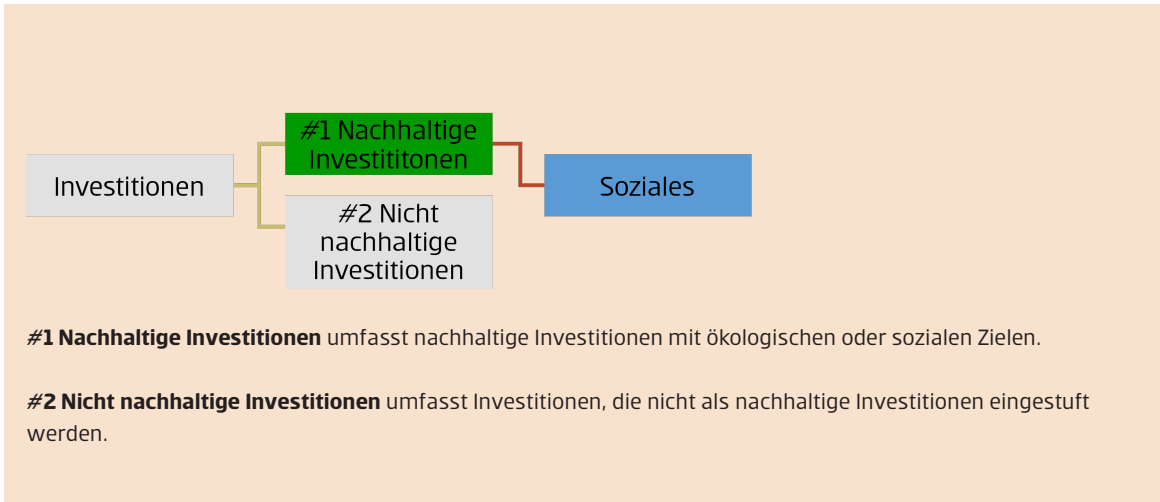 #1 Nachhaltige
Investititonen
Investitionen
Soziales
#2 Nicht
nachhaltige
Investitionen
#1 Nachhaltige Investitionen umfasst nachhaltige Investitionen mit ökologischen oder sozialen Zielen.
#2 Nicht nachhaltige Investitionen umfasst Investitionen, die nicht als nachhaltige Investitionen eingestuft
werden.